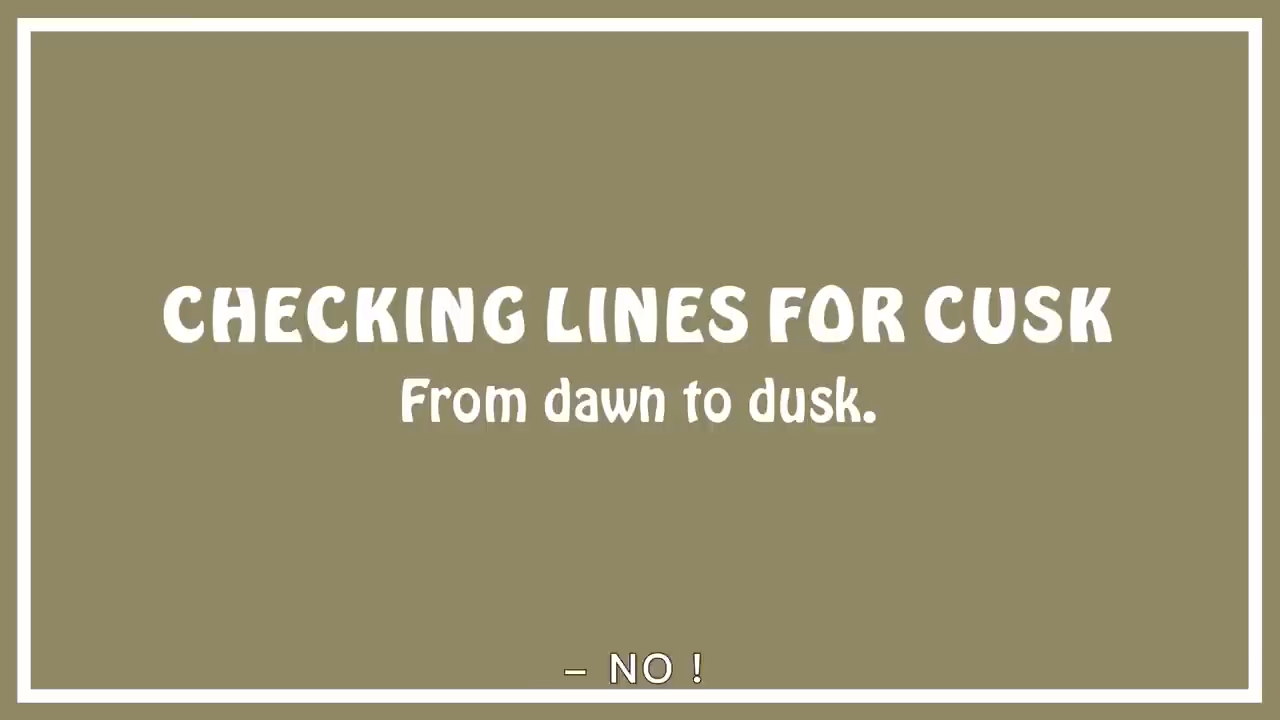 CHECKING LINES FOR CUSK
From dawn to dusk.
– NO !